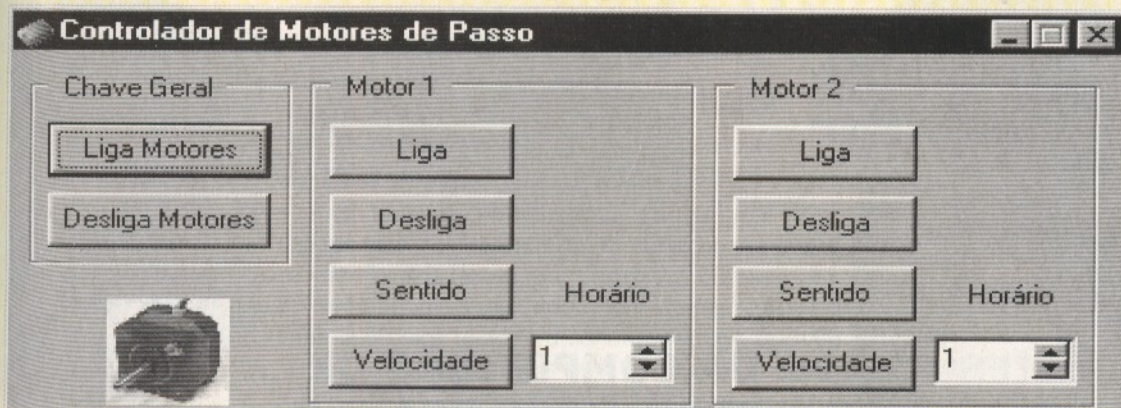 Controlador de Motores de Passo
Chave Geral
Liga Motores
Desliga Motores
Motor 1
Liga
Desliga
Sentido
Horário
Velocidade
1
Motor 2
Liga
Desliga
Sentido
Horário
Velocidade
1